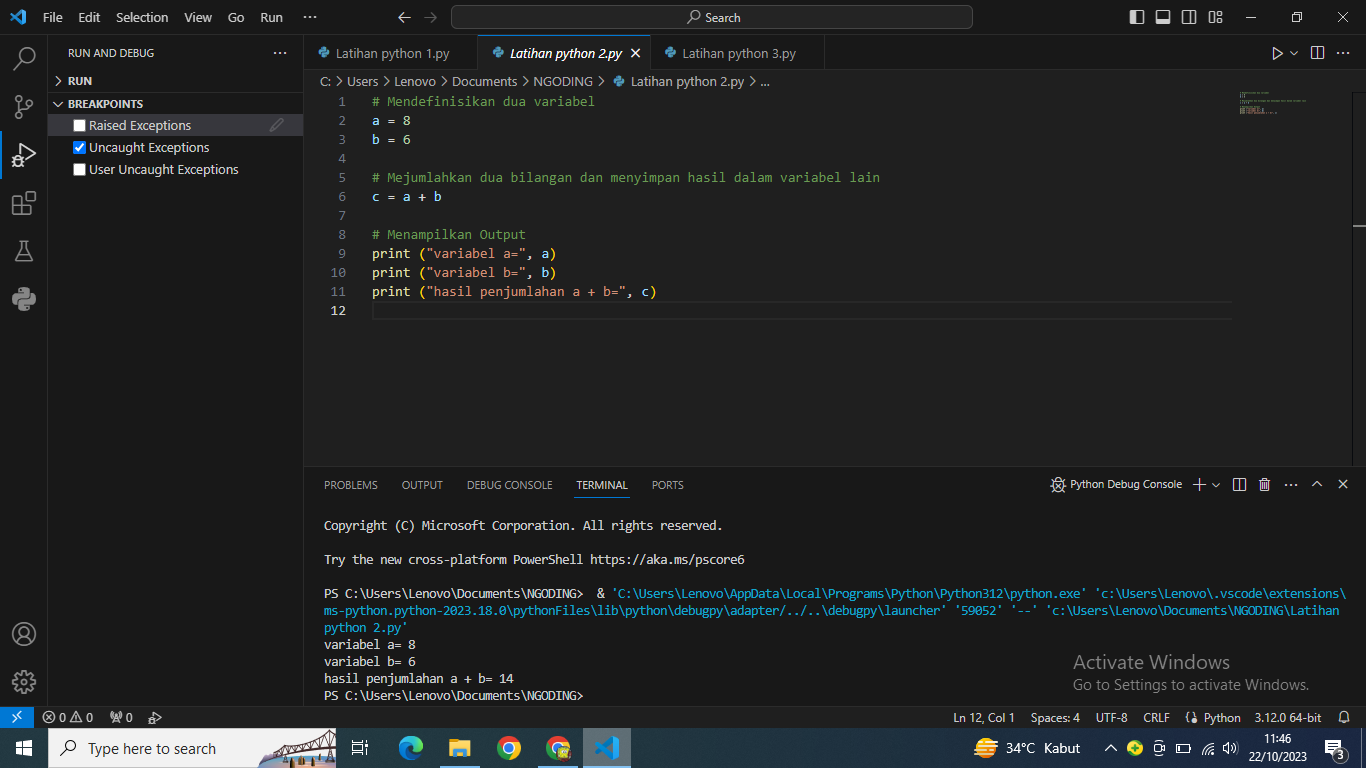 File Edit Selection View Go Run ··· Search
RUN AND DEBUG ···
Latihan python 1.py Latihan python 2.py Latihan python 3.py
RUN
BREAKPOINTS
Raised Exceptions
Uncaught Exceptions
User Uncaught Exceptions
C: > Users > Lenovo > Documents > NGODING > Latihan python 2.py > ...
1 # Mendefinisikan dua variabel
2 a = 8
3 b = 6
4
5 # Mejumlahkan dua bilangan dan menyimpan hasil dalam variabel lain
6 c = a + b
7
8 # Menampilkan Output
9 print ("variabel a=", a)
10 print ("variabel b=", b)
11 print ("hasil penjumlahan a + b=", c)
12
PROBLEMS OUTPUT DEBUG CONSOLE TERMINAL PORTS Python Debug Console
Copyright (C) Microsoft Corporation. All rights reserved.
Try the new cross-platform PowerShell https://aka.ms/pscore6
PS C:\Users\Lenovo\Documents\NGODING>  & 'C:\Users\Lenovo\AppData\Local\Programs\Python\Python312\python.exe' 'c:\Users\Lenovo\.vscode\extensions\
ms-python.python-2023.18.0\pythonFiles\lib\python\debugpy\adapter/../..\debugpy\launcher' '59052' '--' 'c:\Users\Lenovo\Documents\NGODING\Latihan
python 2.py'
variabel a= 8
variabel b= 6
hasil penjumlahan a + b= 14
PS C:\Users\Lenovo\Documents\NGODING>
Activate Windows
Go to Settings to activate Windows.
0 0 0 Ln 12, Col 1 Spaces: 4 UTF-8 CRLF Python 3.12.0 64-bit
Type here to search 34°C Kabut 11:46
22/10/2023 3